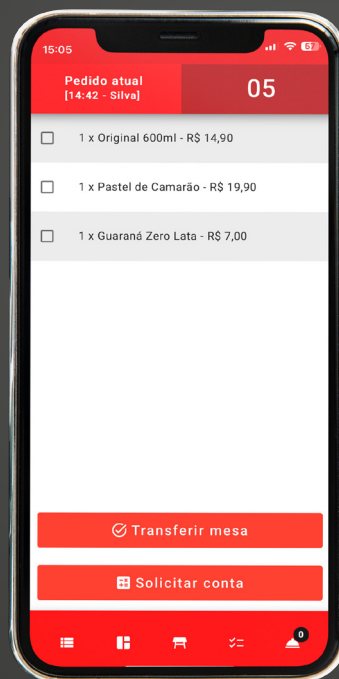 15:05
67
Pedido atual
[14:42 - Silva]
05
1 x Original 600ml - R$ 14,90
1 x Pastel de Camarão - R$ 19,90
1 x Guaraná Zero Lata - R$ 7,00
Transferir mesa
Solicitar conta
0